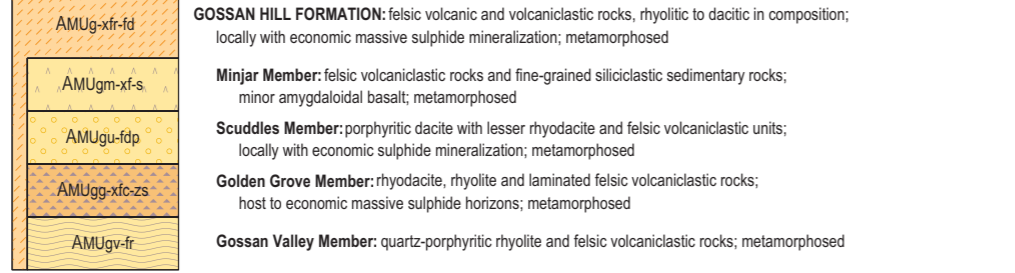 AMUg-xfr-fd
GOSSAN HILL FORMATION: felsic volcanic and volcaniclastic rocks, rhyolitic to dacitic in composition;
locally with economic massive sulphide mineralization; metamorphosed
AMUgm-xf-s
Minjar Member: felsic volcaniclastic rocks and fine-grained siliciclastic sedimentary rocks;
minor amygdaloidal basalt; metamorphosed
AMUgu-fdp
Scuddles Member: porphyritic dacite with lesser rhyodacite and felsic volcaniclastic units;
locally with economic sulphide mineralization; metamorphosed
AMUgg-xfc-zs
Golden Grove Member: rhyodacite, rhyolite and laminated felsic volcaniclastic rocks;
host to economic massive sulphide horizons; metamorphosed
AMUgv-fr
Gossan Valley Member: quartz-porphyritic rhyolite and felsic volcaniclastic rocks; metamorphosed